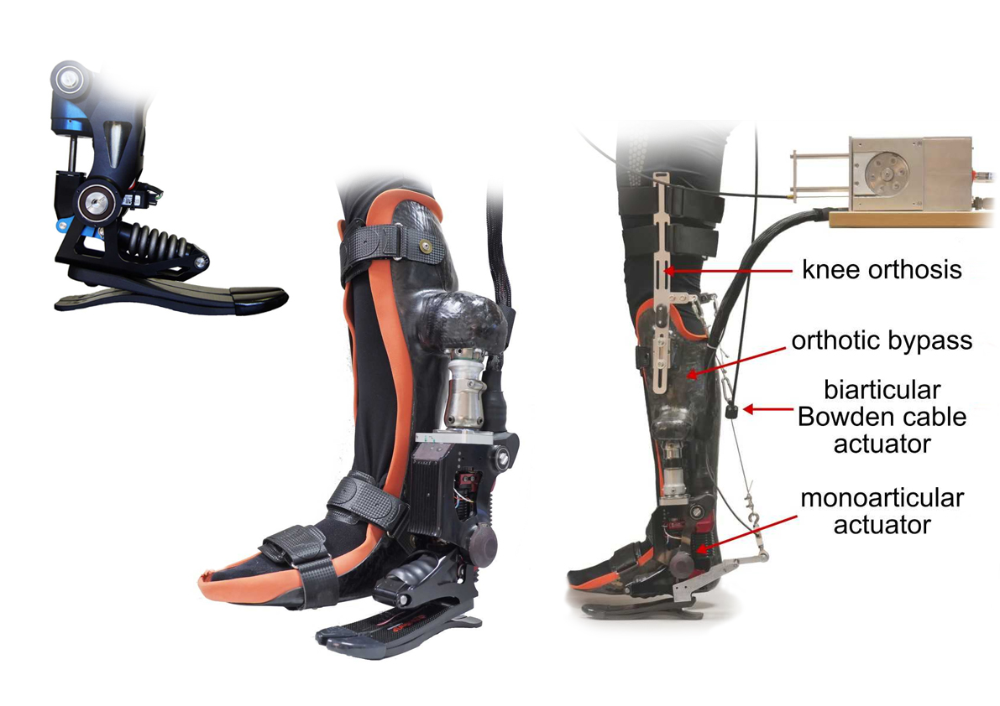 knee orthosis
orthotic bypass
biarticular
Bowden cable
actuator
monoarticular
actuator